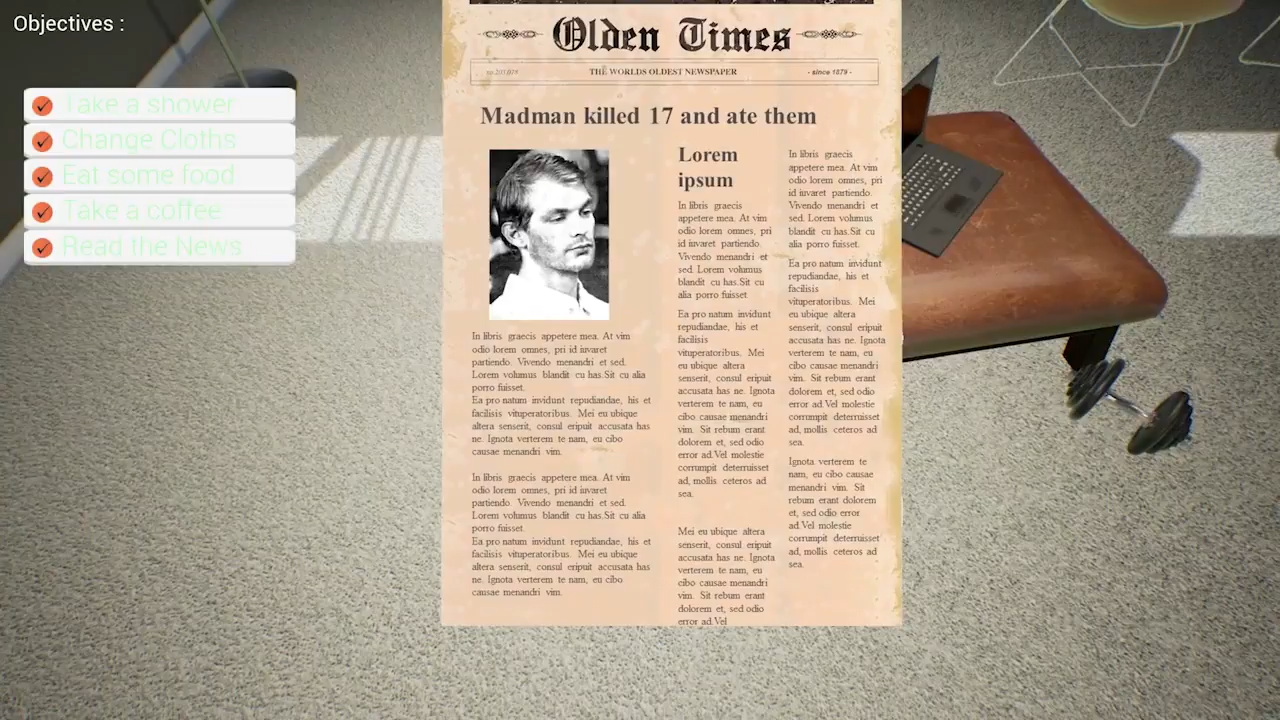 Objectives :
Take a shower
Change Cloths
Eat some food
Take a coffee
Read the News
Olden Times
THE WORLDS OLDEST NEWSPAPER
- since 1879 -
Madman killed 17 and ate them
In libris graecis appetere mea. At vim
odio lorem omnes, pri id iuvaret
partiendo. Vivendo menandri et sed.
Lorem volumus blandit cu has.Sit cu alia
porro fuisset.
Ea pro natum invidunt repudiandae, his et
facilisis vituperatoribus. Mei eu ubique
altera senserit, consul eripuit accusata has
ne. Ignota verterem te nam, eu cibo
causae menandri vim.
In libris graecis appetere mea. At vim
odio lorem omnes, pri id iuvaret
partiendo. Vivendo menandri et sed.
Lorem volumus blandit cu has.Sit cu alia
porro fuisset.
Ea pro natum invidunt repudiandae, his et
facilisis vituperatoribus. Mei eu ubique
altera senserit, consul eripuit accusata has
ne. Ignota verterem te nam, eu cibo
causae menandri vim.
Lorem
ipsum
In libris graecis
appetere mea. At vim
odio lorem omnes, pri
id iuvaret partiendo.
Vivendo menandri et
sed. Lorem volumus
blandit cu has.Sit cu
alia porro fuisset.
Ea pro natum invidunt
repudiandae, his et
facilisis
vituperatoribus. Mei
eu ubique altera
senserit, consul eripuit
accusata has ne. Ignota
verterem te nam, eu
cibo causae menandri
vim. Sit rebum erant
dolorem et, sed odio
error ad.Vel molestie
corrumpit deterruisset
ad, mollis ceteros ad
sea.
Mei eu ubique altera
senserit, consul eripuit
accusata has ne. Ignota
verterem te nam, eu
cibo causae menandri
vim. Sit rebum erant
dolorem et, sed odio
error ad.Vel
In libris graecis
appetere mea. At vim
odio lorem omnes, pri
id iuvaret partiendo.
Vivendo menandri et
sed. Lorem volumus
blandit cu has.Sit cu
alia porro fuisset.
Ea pro natum invidunt
repudiandae, his et
facilisis
vituperatoribus. Mei
eu ubique altera
senserit, consul eripuit
accusata has ne. Ignota
verterem te nam, eu
cibo causae menandri
vim. Sit rebum erant
dolorem et, sed odio
error ad.Vel molestie
corrumpit deterruisset
ad, mollis ceteros ad
sea.
Ignota verterem te
nam, eu cibo causae
menandri vim. Sit
rebum erant dolorem
et, sed odio error
ad.Vel molestie
corrumpit deterruisset
ad, mollis ceteros ad
sea.